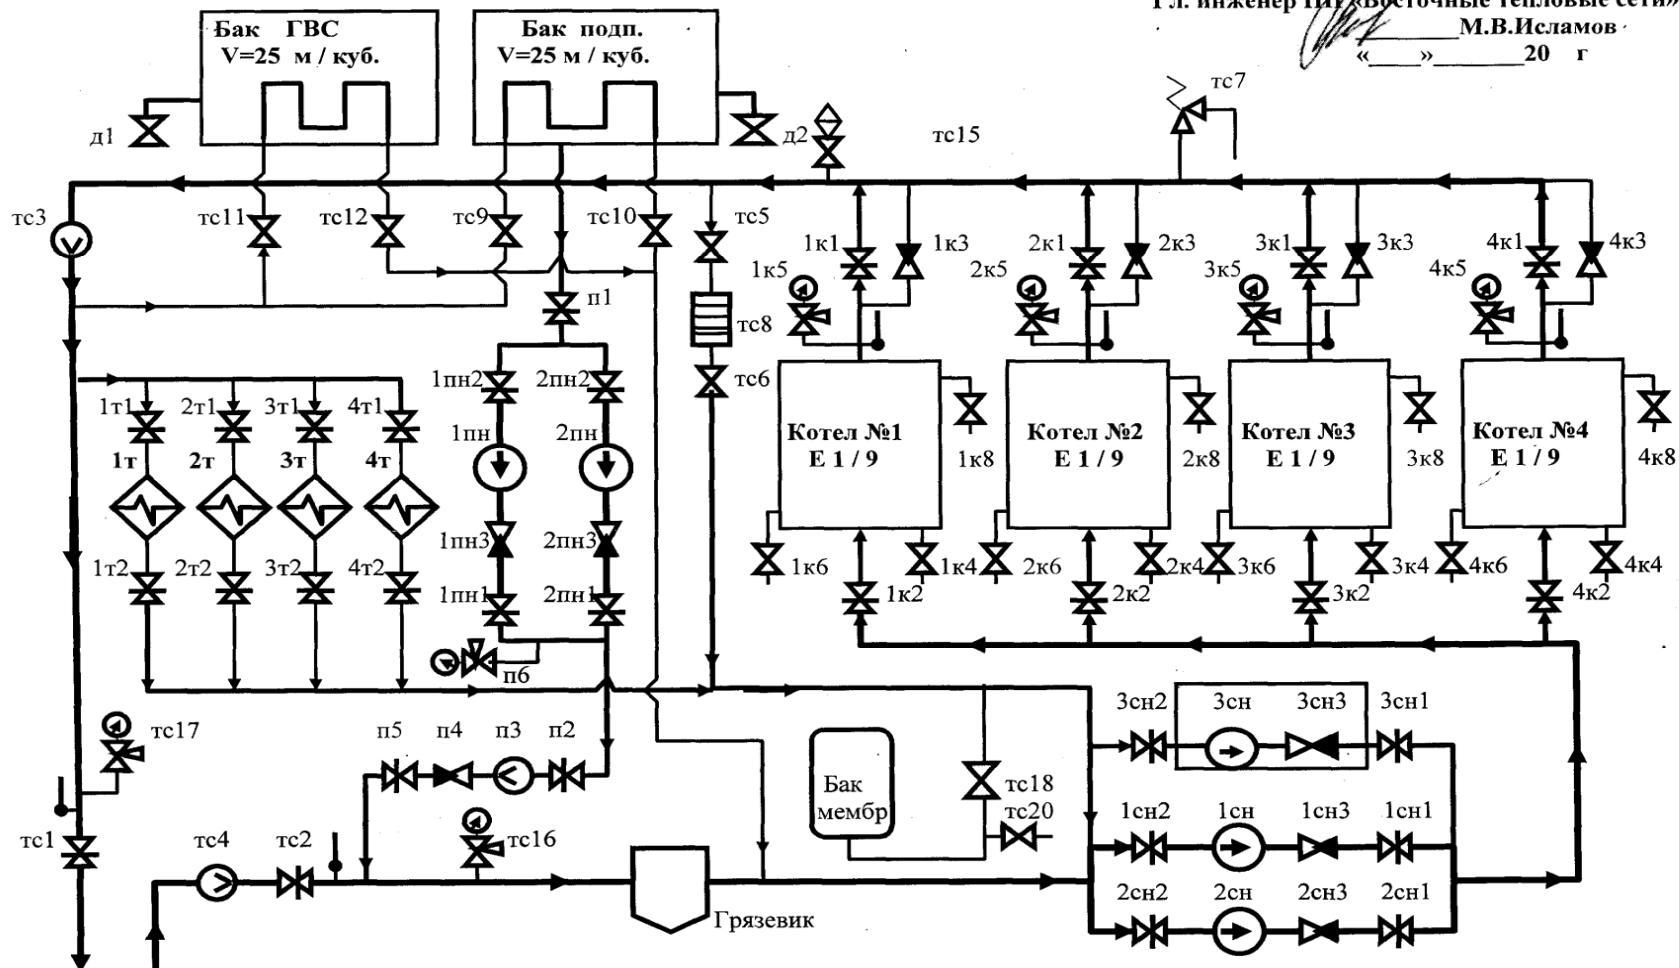 Гл. инженер ПП «Восточные тепловые сети»
М.В.Исламов
«____»________20 г
Бак ГВС
V=25 м / куб.
Бак подп.
V=25 м / куб.
д1
д2
тс7
тс15
тс3
тс11
тс12
тс9
тс10
тс5
1к1
1к3
2к1
2к3
3к1
3к3
4к1
4к3
1к5
2к5
3к5
4к5
п1
тс8
тс6
1пн2
2пн2
1т1
2т1
3т1
4т1
1пн
2пн
Котел №1
Е 1 / 9
Котел №2
Е 1 / 9
Котел №3
Е 1 / 9
Котел №4
Е 1 / 9
1т
2т
3т
4т
1к8
2к8
3к8
4к8
1пн3
2пн3
1т2
2т2
3т2
4т2
1к6
1к4
2к6
2к4
3к6
3к4
4к6
4к4
1пн1
2пн1
1к2
2к2
3к2
4к2
п6
3сн2
3сн
3сн3
3сн1
тс17
п5
п4
п3
п2
Бак
мембр
тс18
тс20
1сн2
1сн
1сн3
1сн1
тс1
тс4
тс2
тс16
2сн2
2сн
2сн3
2сн1
Грязевик